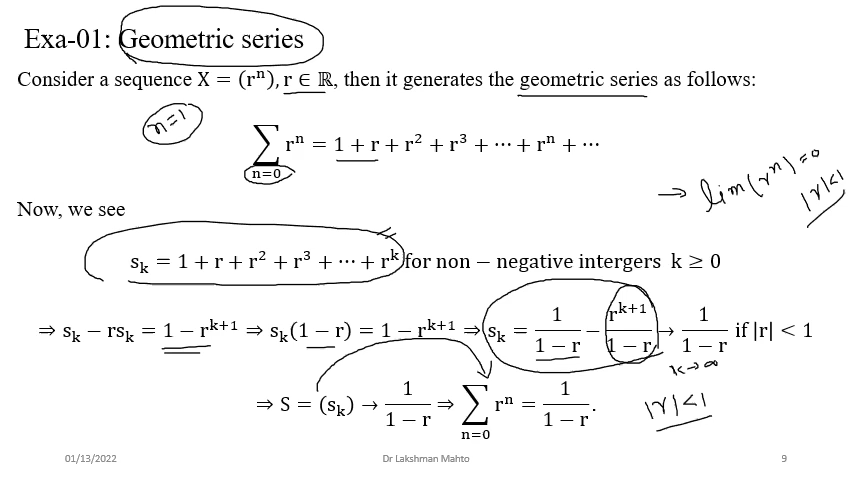 Exa-01: Geometric series
Consider a sequence X = (rⁿ), r ∈ ℝ, then it generates the geometric series as follows:
n=1
∑ rⁿ = 1 + r + r² + r³ + ⋯ + rⁿ + ⋯
n=0
→ lim(rⁿ)=0
|r|<1
Now, we see
sₖ = 1 + r + r² + r³ + ⋯ + rᵏ for non − negative intergers k ≥ 0
⇒ sₖ − rsₖ = 1 − rᵏ⁺¹ ⇒ sₖ(1 − r) = 1 − rᵏ⁺¹ ⇒ sₖ = 1/(1 − r) − rᵏ⁺¹/(1 − r) → 1/(1 − r) if |r| < 1
k→∞
⇒ S = (sₖ) → 1/(1 − r) ⇒ ∑ rⁿ = 1/(1 − r).
n=0
|r|<1
01/13/2022 Dr Lakshman Mahto 9